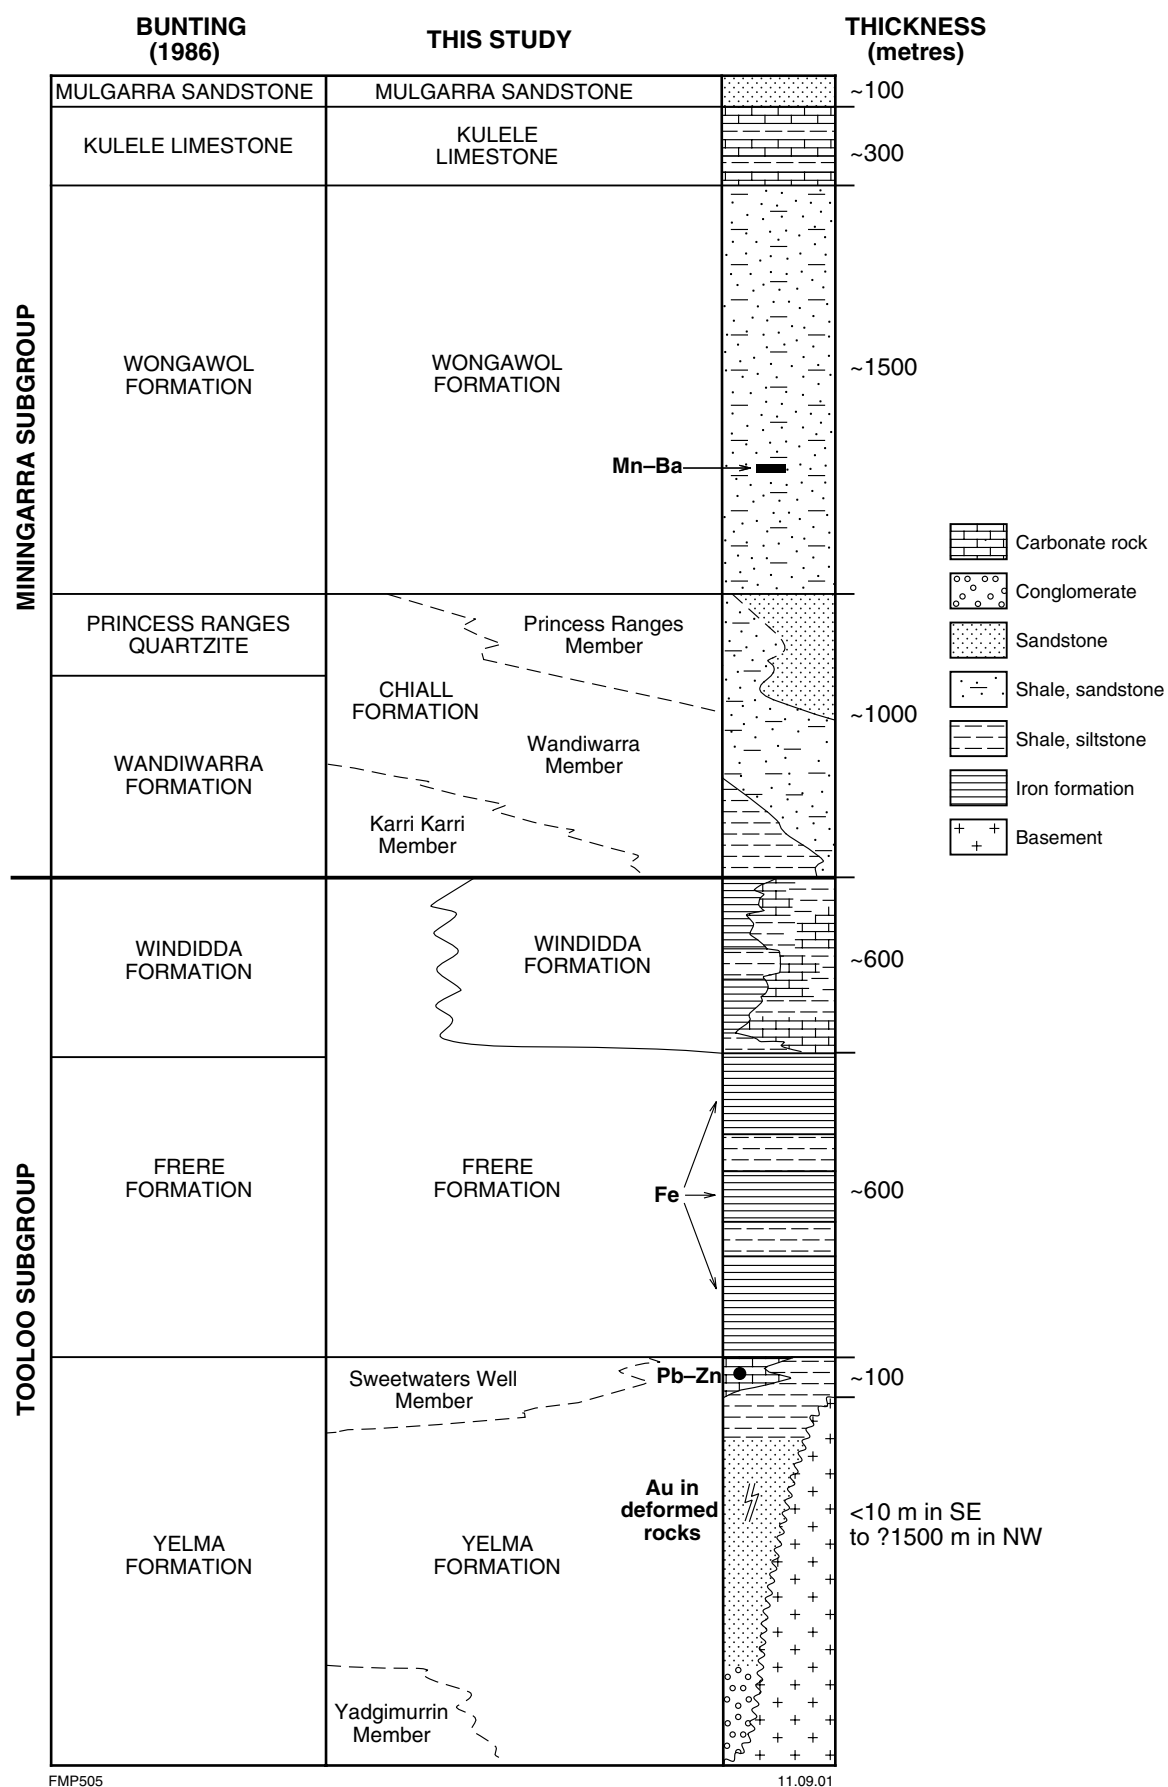 BUNTING
(1986)
THIS STUDY
THICKNESS
(metres)
MULGARRA SANDSTONE
MULGARRA SANDSTONE
~100
KULELE LIMESTONE
KULELE
LIMESTONE
~300
MININGARRA SUBGROUP
WONGAWOL
FORMATION
WONGAWOL
FORMATION
~1500
Mn–Ba
PRINCESS RANGES
QUARTZITE
Princess Ranges
Member
CHIALL
FORMATION
~1000
WANDIWARRA
FORMATION
Wandiwarra
Member
Karri Karri
Member
Carbonate rock
Conglomerate
Sandstone
Shale, sandstone
Shale, siltstone
Iron formation
Basement
TOOLOO SUBGROUP
WINDIDDA
FORMATION
WINDIDDA
FORMATION
~600
FRERE
FORMATION
FRERE
FORMATION
Fe
~600
Sweetwaters Well
Member
Pb–Zn
~100
YELMA
FORMATION
YELMA
FORMATION
Au in
deformed
rocks
<10 m in SE
to ?1500 m in NW
Yadgimurrin
Member
FMP505
11.09.01